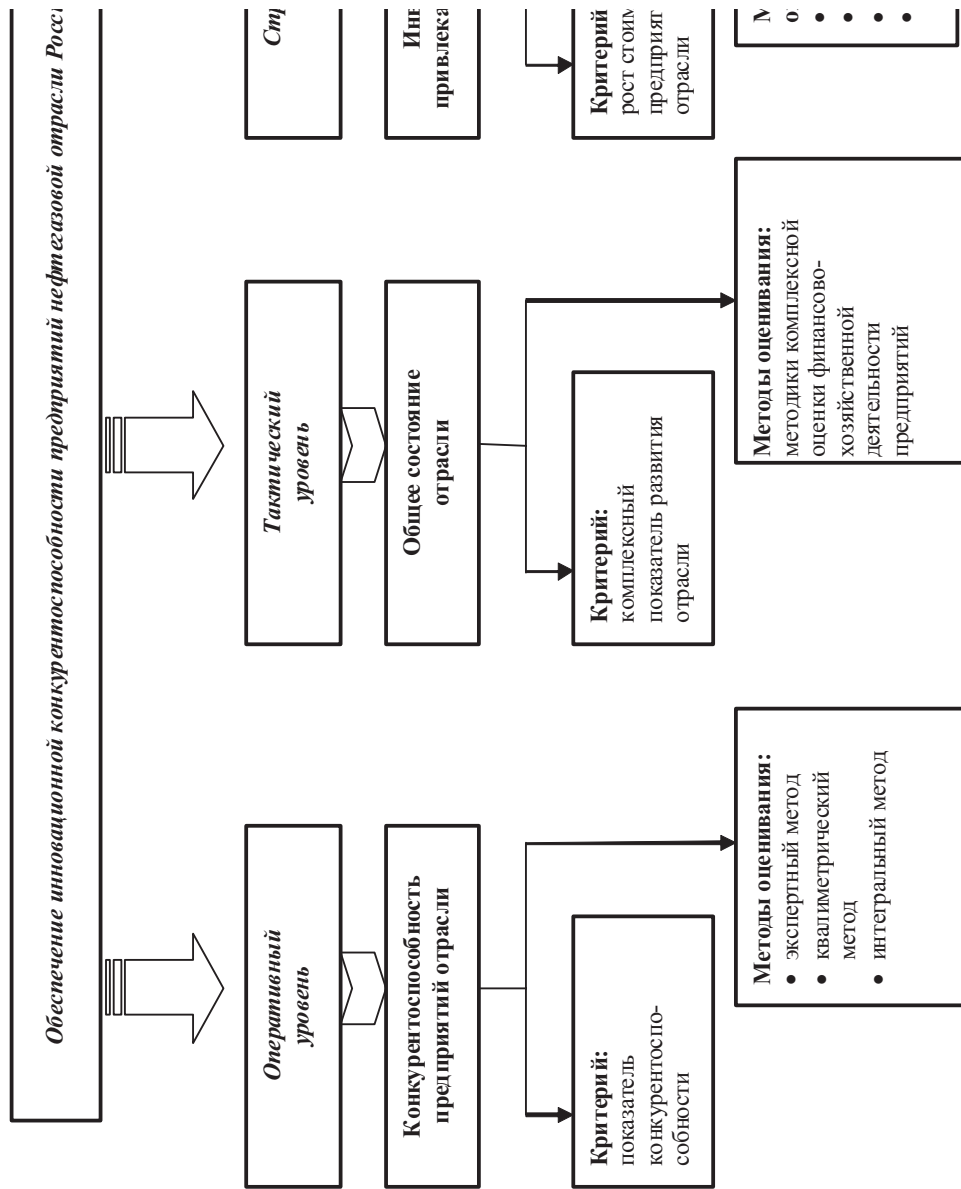 Обеспечение инновационной конкурентоспособности предприятий нефтегазовой отрасли Росс
Оперативный
уровень
Конкурентоспособность
предприятий отрасли
Критерий:
показатель
конкурентоспо-
собности
Методы оценивания:
• экспертный метод
• квалиметрический
метод
• интегральный метод
Тактический
уровень
Общее состояние
отрасли
Критерий:
комплексный
показатель развития
отрасли
Методы оценивания:
методики комплексной
оценки финансово-
хозяйственной
деятельности
предприятий
Стр
Инв
привлека
Критерий
рост стоим
предприят
отрасли